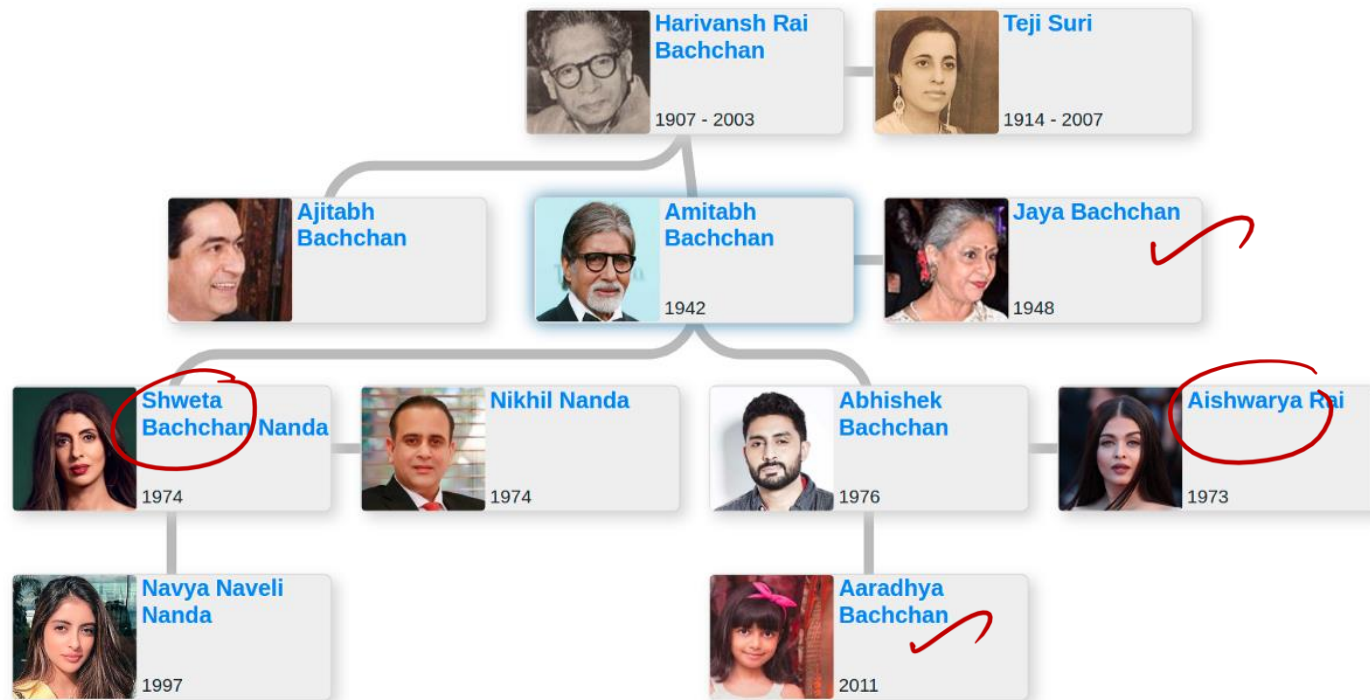 Harivansh Rai
Bachchan
1907 - 2003
Teji Suri
1914 - 2007
Ajitabh
Bachchan
Amitabh
Bachchan
1942
Jaya Bachchan
1948
Shweta
Bachchan Nanda
1974
Nikhil Nanda
1974
Abhishek
Bachchan
1976
Aishwarya Rai
1973
Navya Naveli
Nanda
1997
Aaradhya
Bachchan
2011